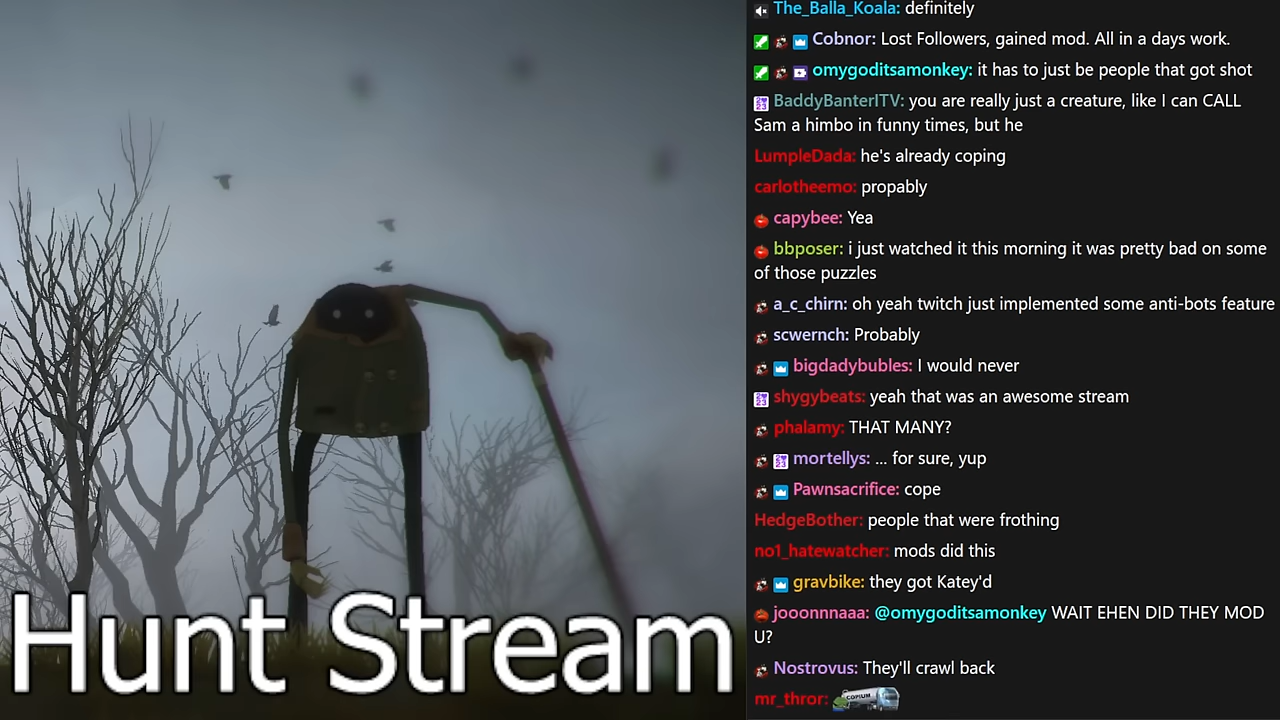 The_Balla_Koala: definitely
Cobnor: Lost Followers, gained mod. All in a days work.
omygoditsamonkey: it has to just be people that got shot
BaddyBanterITV: you are really just a creature, like I can CALL
Sam a himbo in funny times, but he
LumpleDada: he's already coping
carlotheemo: propably
capybee: Yea
bbposer: i just watched it this morning it was pretty bad on some
of those puzzles
a_c_chirn: oh yeah twitch just implemented some anti-bots feature
scwernch: Probably
bigdadybubles: I would never
shygybeats: yeah that was an awesome stream
phalamy: THAT MANY?
mortellys: ... for sure, yup
Pawnsacrifice: cope
HedgeBother: people that were frothing
no1_hatewatcher: mods did this
gravbike: they got Katey'd
jooonnnaaa: @omygoditsamonkey WAIT EHEN DID THEY MOD
U?
Nostrovus: They'll crawl back
mr_thror: COPIUM
Hunt Stream